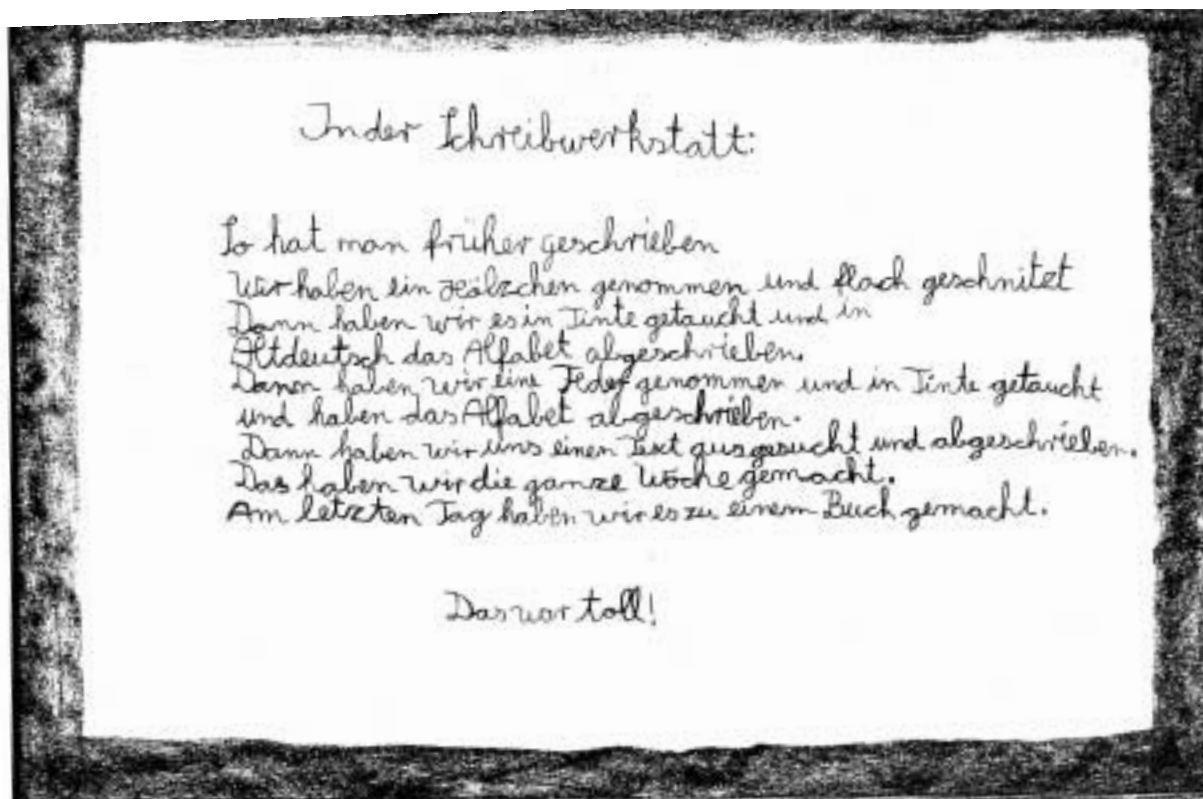 In der Schreibwerkstatt:
So hat man früher geschrieben
Wir haben ein Hölzchen genommen und flach geschnitzt
Dann haben wir es in Tinte getaucht und in
Altdeutsch das Alfabet abgeschrieben.
Dann haben wir eine Feder genommen und in Tinte getaucht
und haben das Alfabet abgeschrieben.
Dann haben wir uns einen Text ausgesucht und abgeschrieben.
Das haben wir die ganze Woche gemacht.
Am letzten Tag haben wir es zu einem Buch gemacht.
Das war toll!